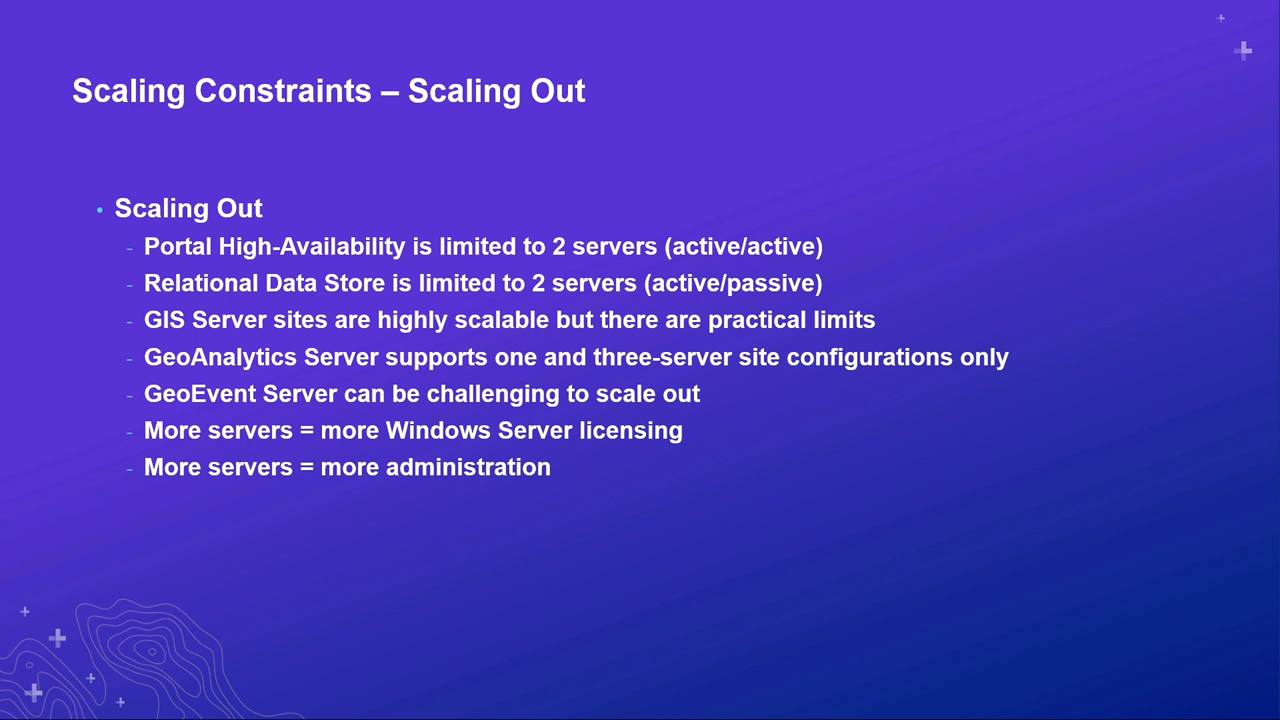 Scaling Constraints – Scaling Out
• Scaling Out
- Portal High-Availability is limited to 2 servers (active/active)
- Relational Data Store is limited to 2 servers (active/passive)
- GIS Server sites are highly scalable but there are practical limits
- GeoAnalytics Server supports one and three-server site configurations only
- GeoEvent Server can be challenging to scale out
- More servers = more Windows Server licensing
- More servers = more administration